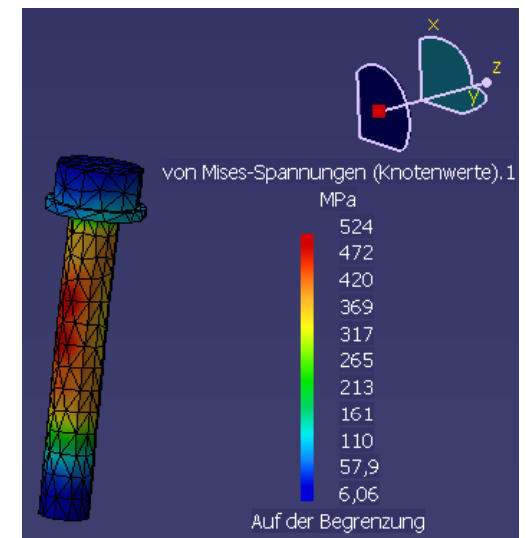 x
z
y
von Mises-Spannungen (Knotenwerte).1
MPa
524
472
420
369
317
265
213
161
110
57,9
6,06
Auf der Begrenzung